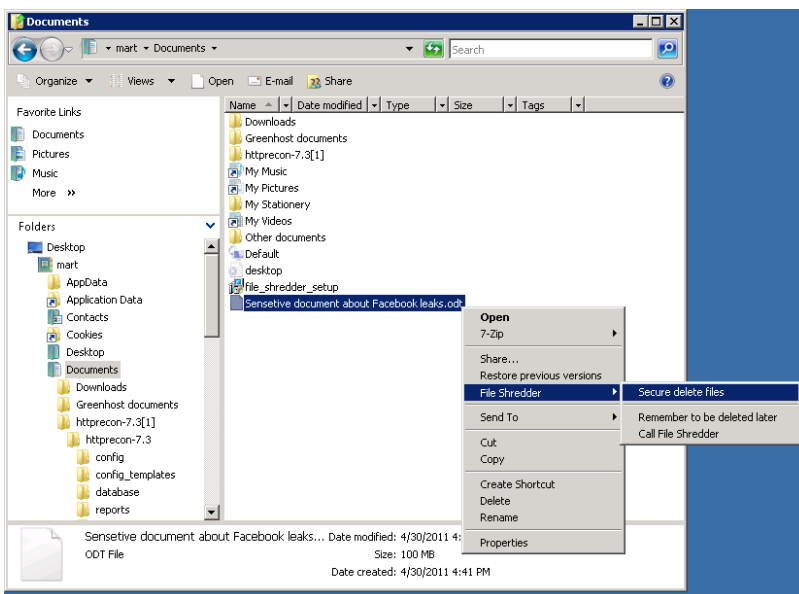 Documents
mart Documents
Search
Organize Views Open E-mail Share
Favorite Links
Documents
Pictures
Music
More »
Folders
Desktop
mart
AppData
Application Data
Contacts
Cookies
Desktop
Documents
Downloads
Greenhost documents
httprecon-7.3[1]
httprecon-7.3
config
config_templates
database
reports
Name Date modified Type Size Tags
Downloads
Greenhost documents
httprecon-7.3[1]
My Music
My Pictures
My Stationery
My Videos
Other documents
Default
desktop
file_shredder_setup
Sensetive document about Facebook leaks.odt
Open
7-Zip
Share...
Restore previous versions
File Shredder
Send To
Cut
Copy
Create Shortcut
Delete
Rename
Properties
Secure delete files
Remember to be deleted later
Call File Shredder
Sensetive document about Facebook leaks... Date modified: 4/30/2011 4:
ODT File Size: 100 MB
Date created: 4/30/2011 4:41 PM